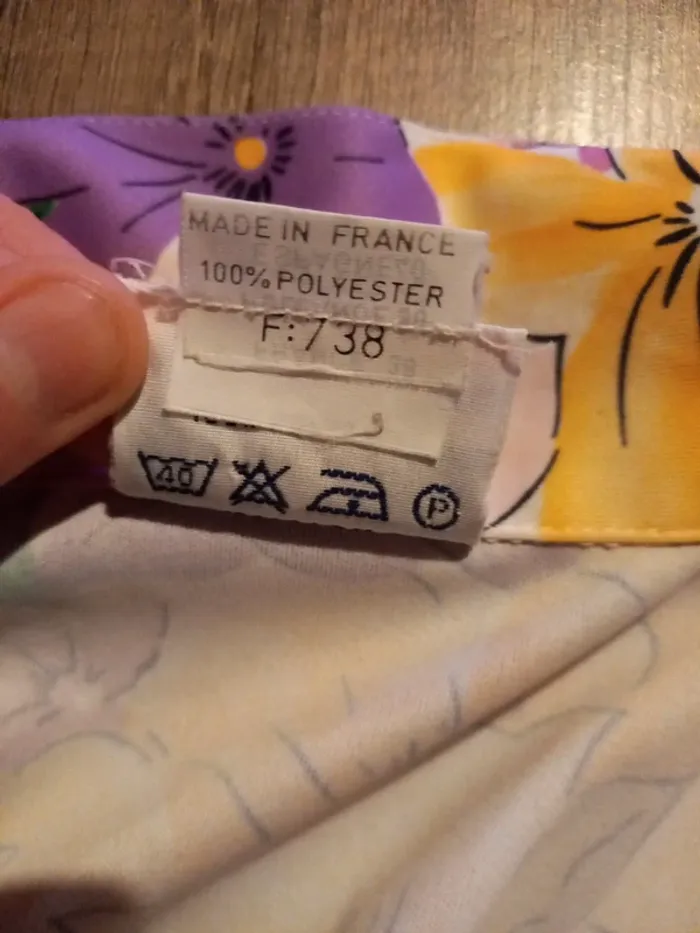 MADE IN FRANCE
100% POLYESTER
F:738
40
P